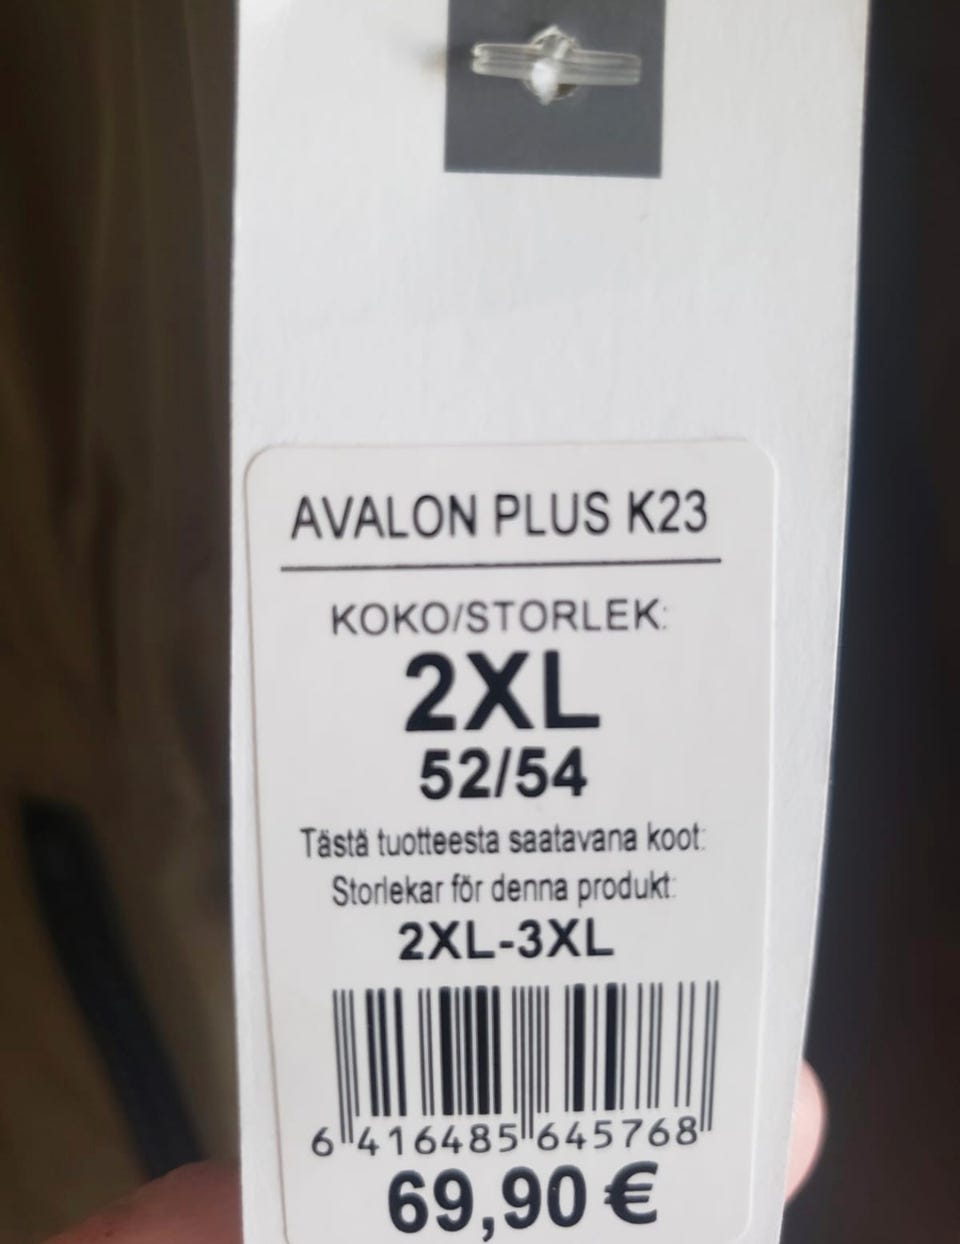 AVALON PLUS K23
KOKO/STORLEK:
2XL
52/54
Tästä tuotteesta saatavana koot:
Storlekar för denna produkt:
2XL-3XL
6 416485 645768
69,90 €